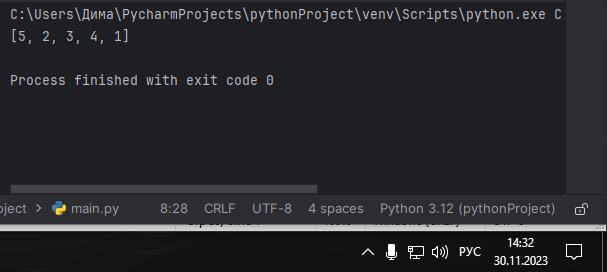 C:\Users\Дима\PycharmProjects\pythonProject\venv\Scripts\python.exe C
[5, 2, 3, 4, 1]
Process finished with exit code 0
oject > main.py 8:28 CRLF UTF-8 4 spaces Python 3.12 (pythonProject)
РУС 14:32
30.11.2023